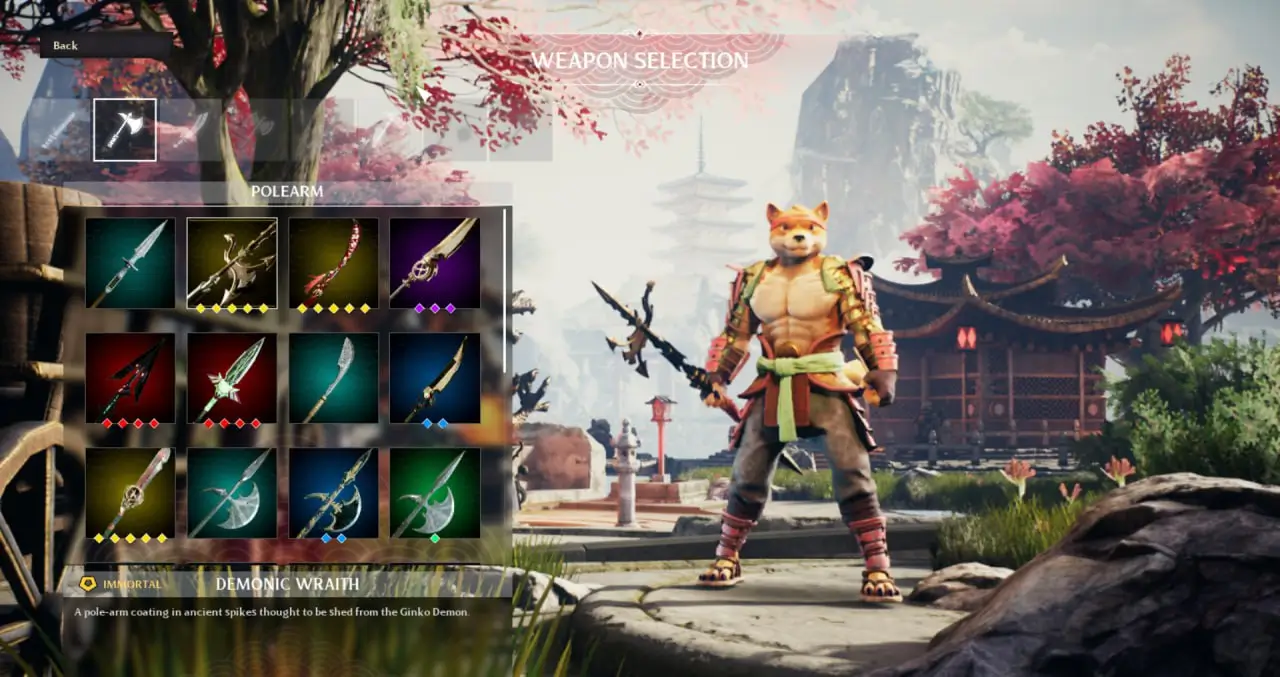 Back
WEAPON SELECTION
POLEARM
IMMORTAL
DEMONIC WRAITH
A pole-arm coating in ancient spikes thought to be shed from the Ginko Demon.